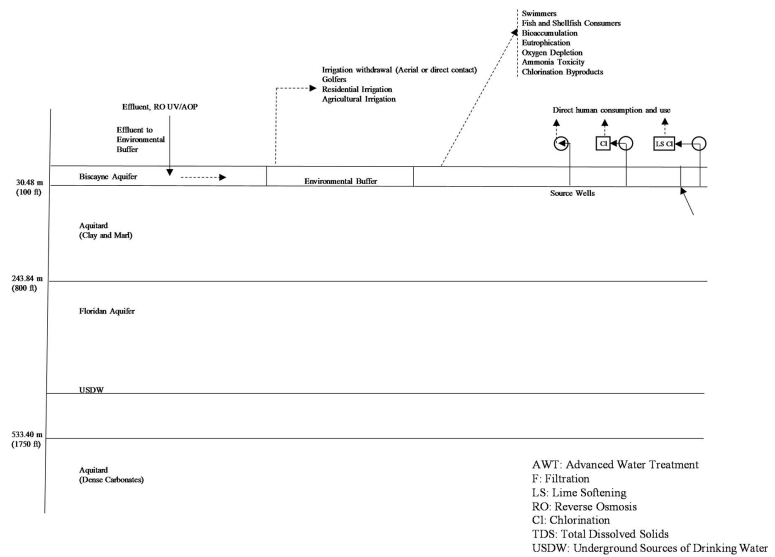 Swimmers
Fish and Shellfish Consumers
Bioaccumulation
Eutrophication
Oxygen Depletion
Ammonia Toxicity
Chlorination Byproducts
Irrigation withdrawal (Aerial or direct contact)
Golfers
Residential Irrigation
Agricultural Irrigation
Effluent, RO UV/AOP
Effluent to
Environmental
Buffer
Direct human consumption and use
Cl
LS Cl
Biscayne Aquifer
Environmental Buffer
30.48 m
(100 ft)
Source Wells
Aquitard
(Clay and Marl)
243.84 m
(800 ft)
Floridan Aquifer
USDW
533.40 m
(1750 ft)
Aquitard
(Dense Carbonates)
AWT: Advanced Water Treatment
F: Filtration
LS: Lime Softening
RO: Reverse Osmosis
Cl: Chlorination
TDS: Total Dissolved Solids
USDW: Underground Sources of Drinking Water